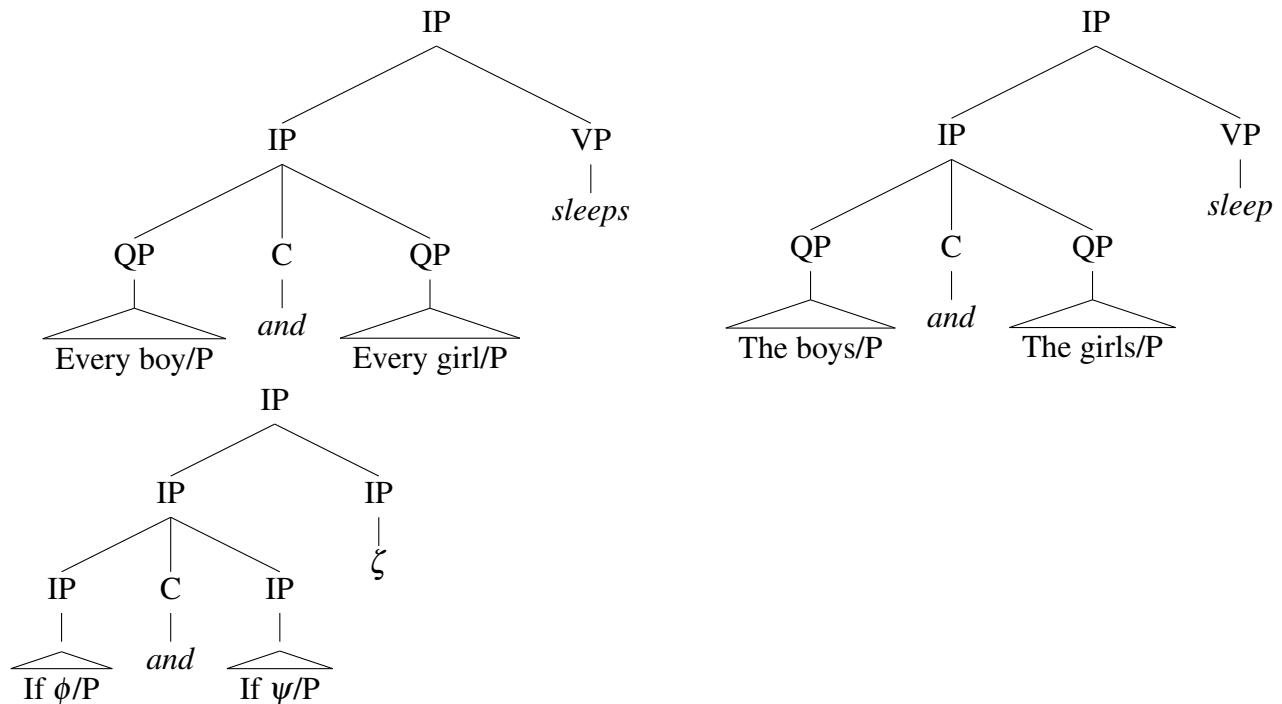 IP IP
IP VP IP VP
sleeps sleep
QP C QP QP C QP
and and
Every boy/P Every girl/P The boys/P The girls/P
IP
IP IP
ζ
IP C IP
and
If ϕ/P If ψ/P